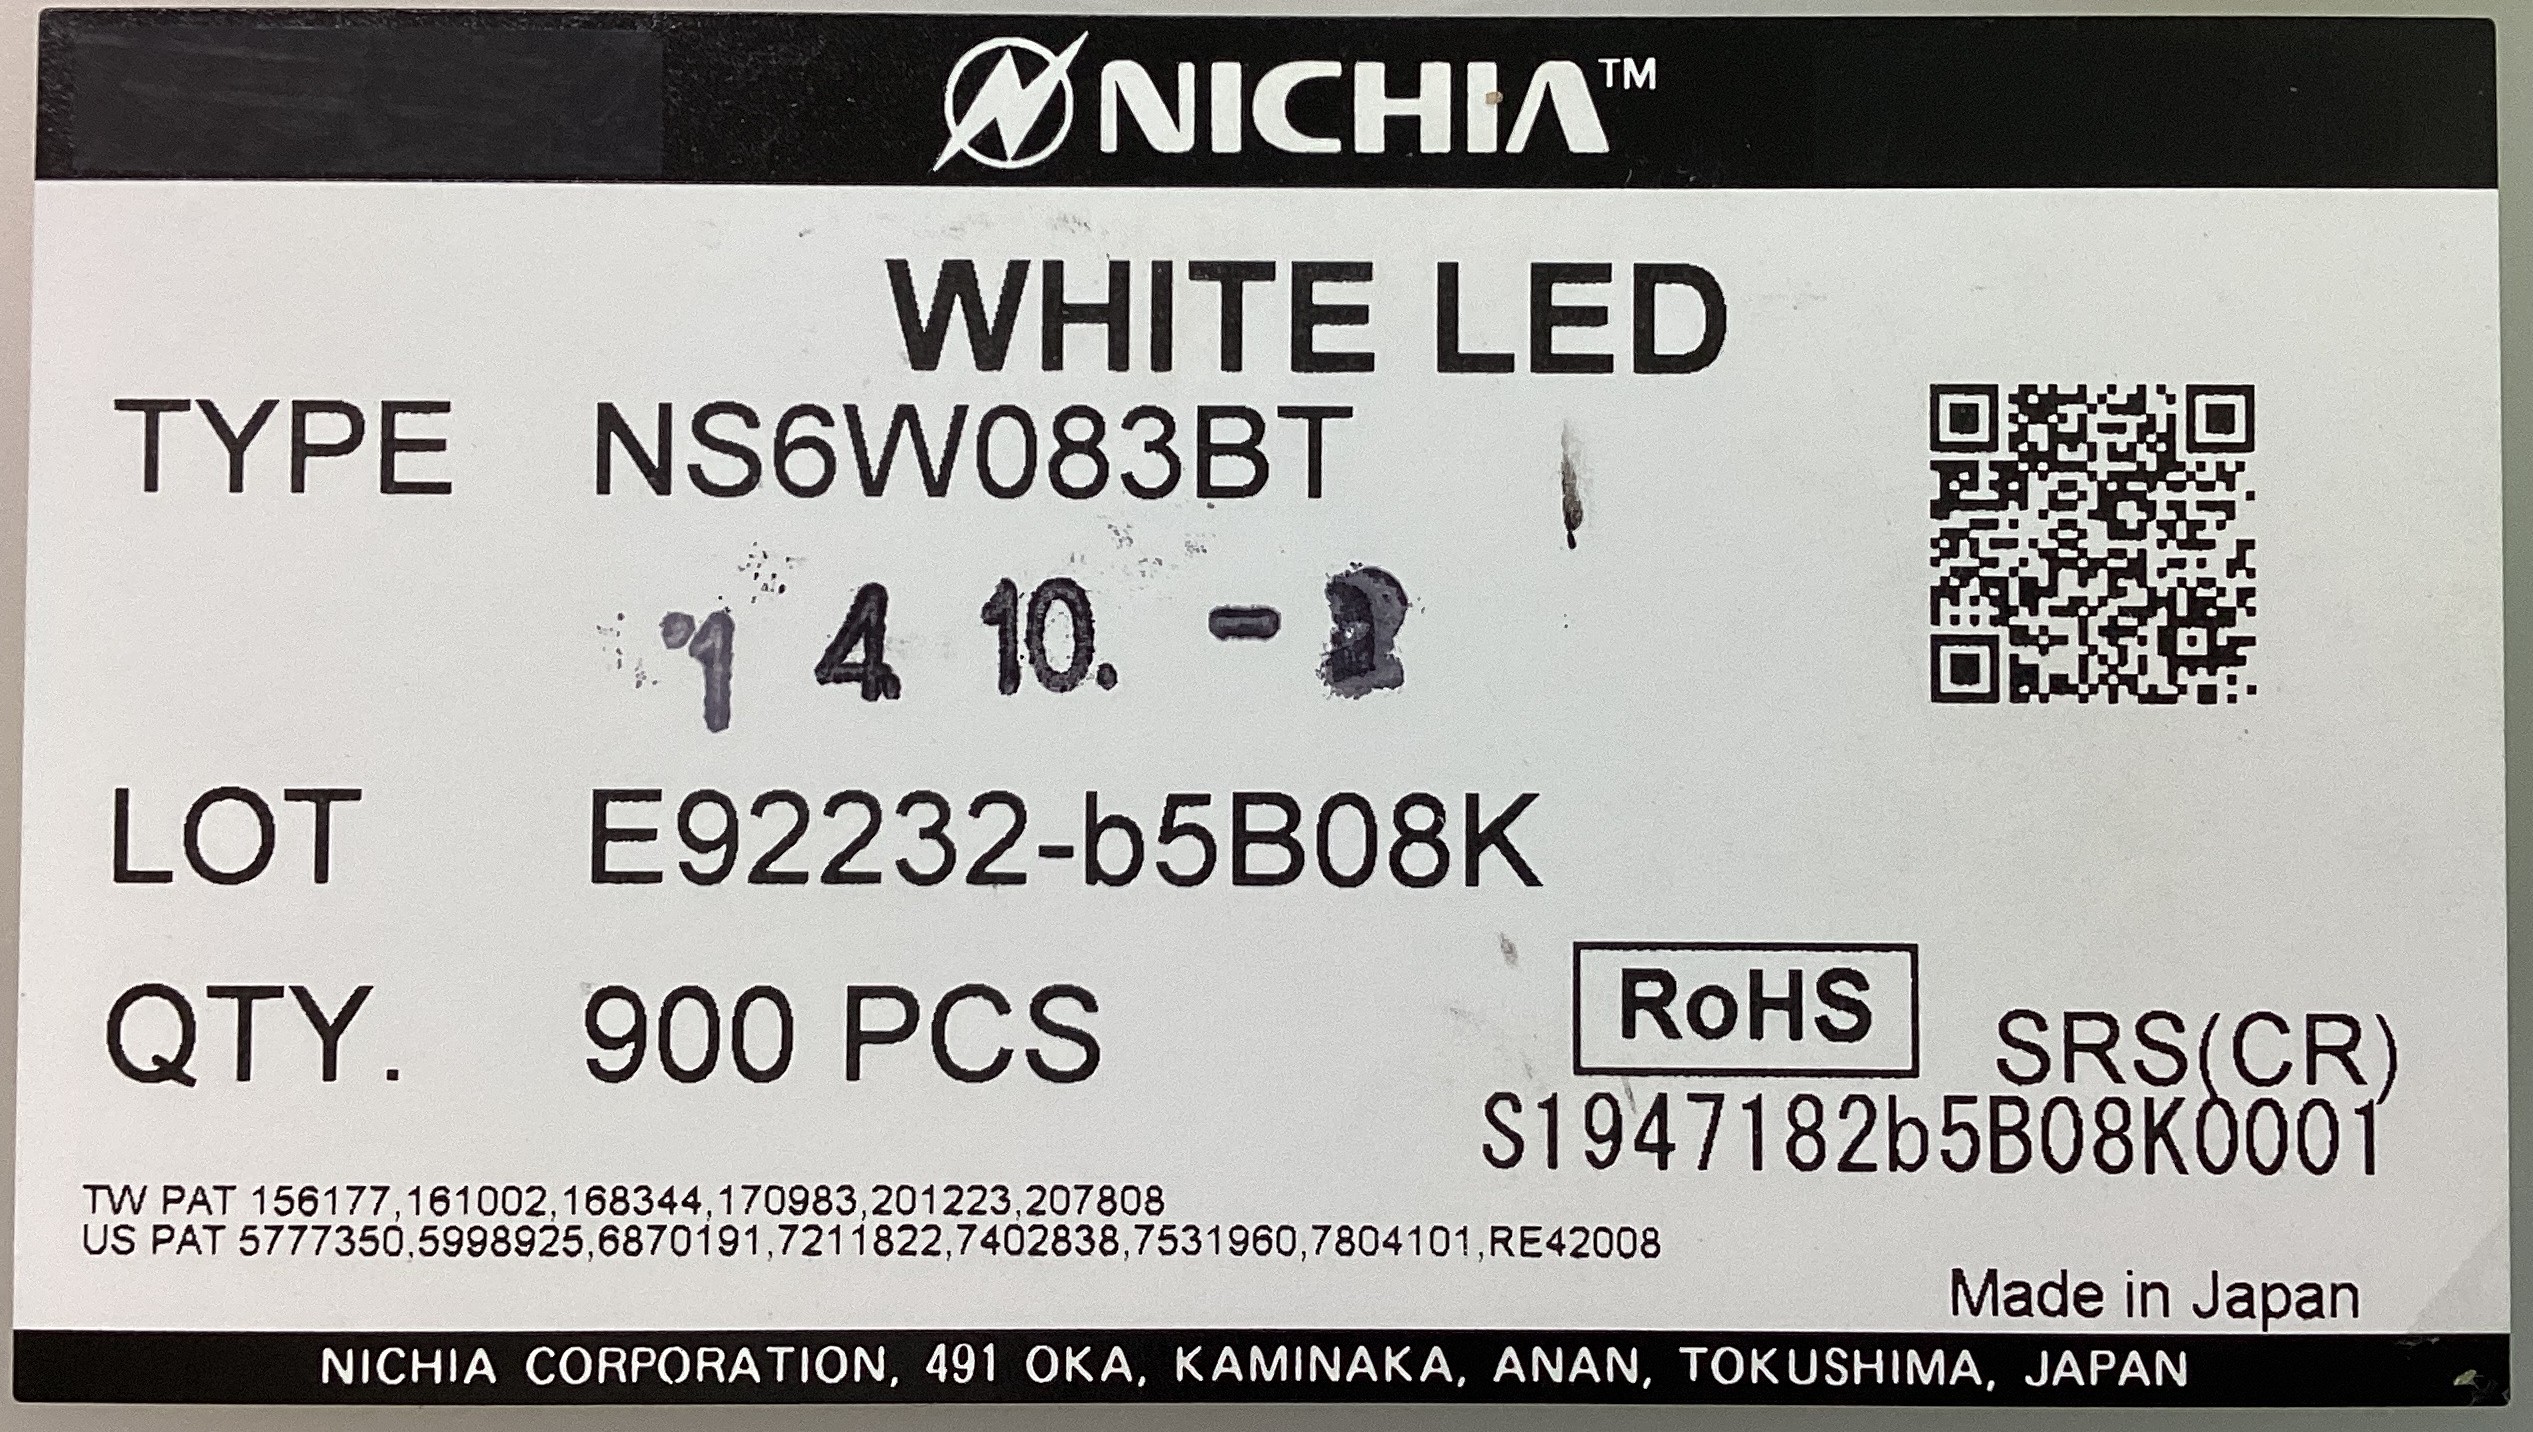 NICHIA™
WHITE LED
TYPE NS6W083BT
'14.10.-
LOT E92232-b5B08K
QTY. 900 PCS
RoHS SRS(CR)
S1947182b5B08K0001
TW PAT 156177,161002,168344,170983,201223,207808
US PAT 5777350,5998925,6870191,7211822,7402838,7531960,7804101,RE42008
Made in Japan
NICHIA CORPORATION, 491 OKA, KAMINAKA, ANAN, TOKUSHIMA, JAPAN